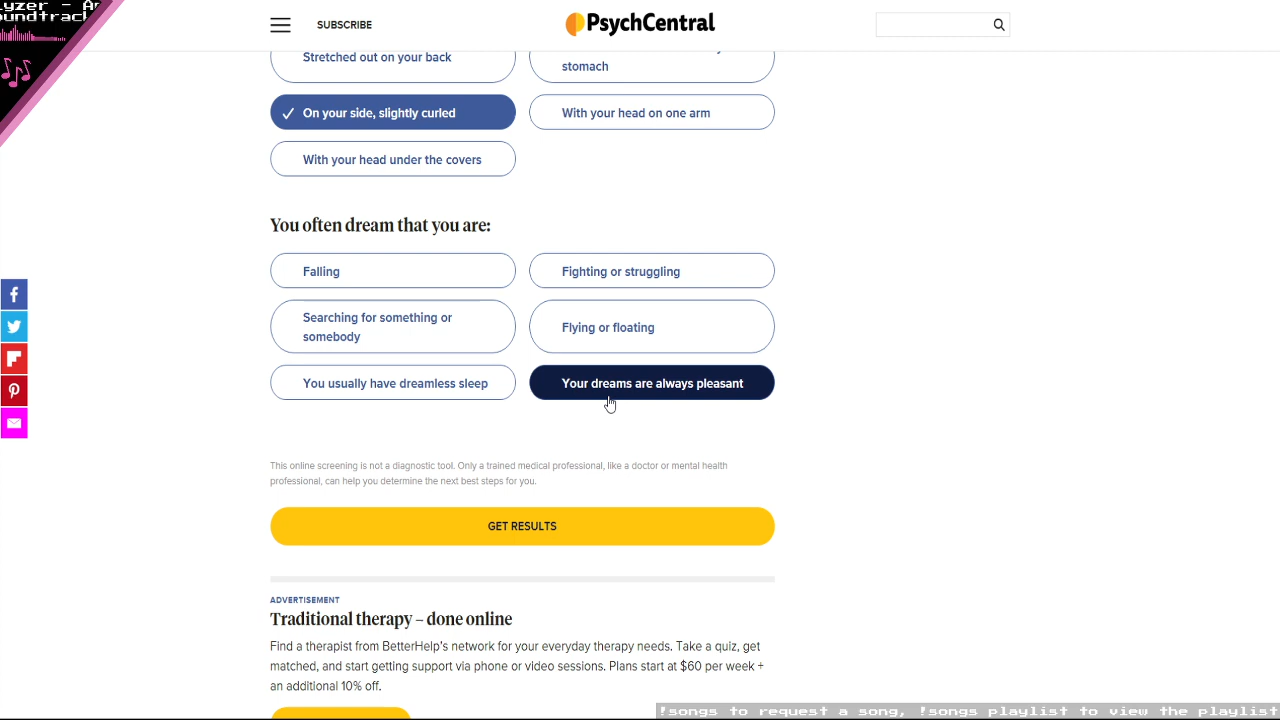 lyzer - A
oundtrack
SUBSCRIBE
PsychCentral
Stretched out on your back
stomach
✓ On your side, slightly curled
With your head on one arm
With your head under the covers
You often dream that you are:
Falling
Fighting or struggling
Searching for something or
somebody
Flying or floating
You usually have dreamless sleep
Your dreams are always pleasant
This online screening is not a diagnostic tool. Only a trained medical professional, like a doctor or mental health
professional, can help you determine the next best steps for you.
GET RESULTS
ADVERTISEMENT
Traditional therapy – done online
Find a therapist from BetterHelp's network for your everyday therapy needs. Take a quiz, get
matched, and start getting support via phone or video sessions. Plans start at $60 per week +
an additional 10% off.
!songs to request a song, !songs playlist to view the playlist